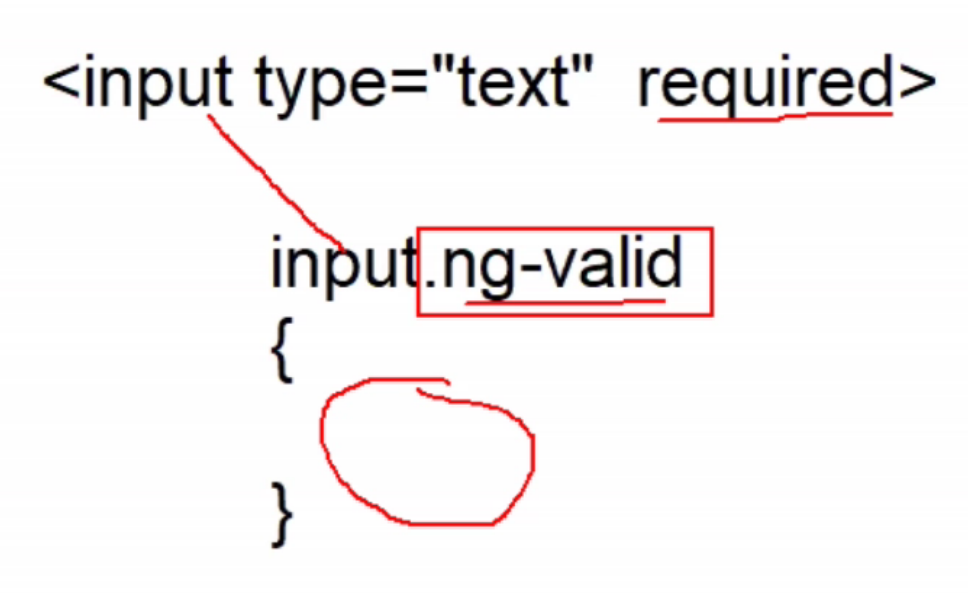 <input type="text" required>
input.ng-valid
{
}